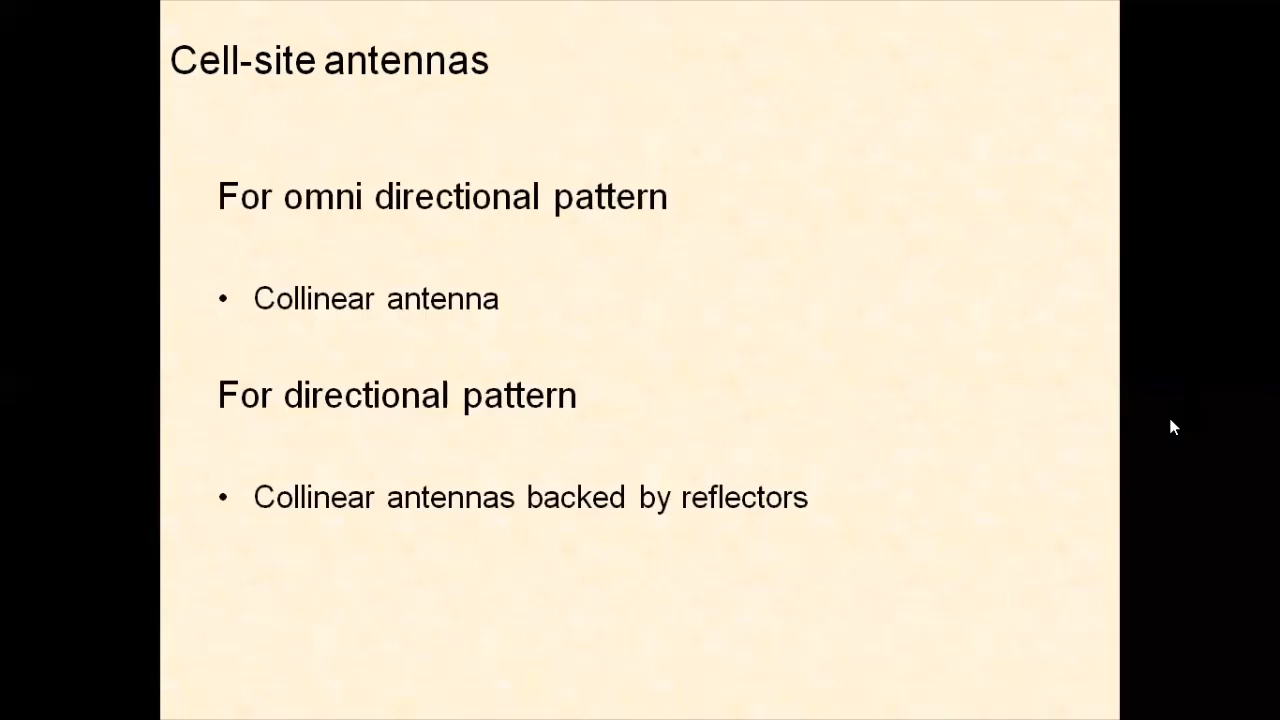 Cell-site antennas
For omni directional pattern
• Collinear antenna
For directional pattern
• Collinear antennas backed by reflectors